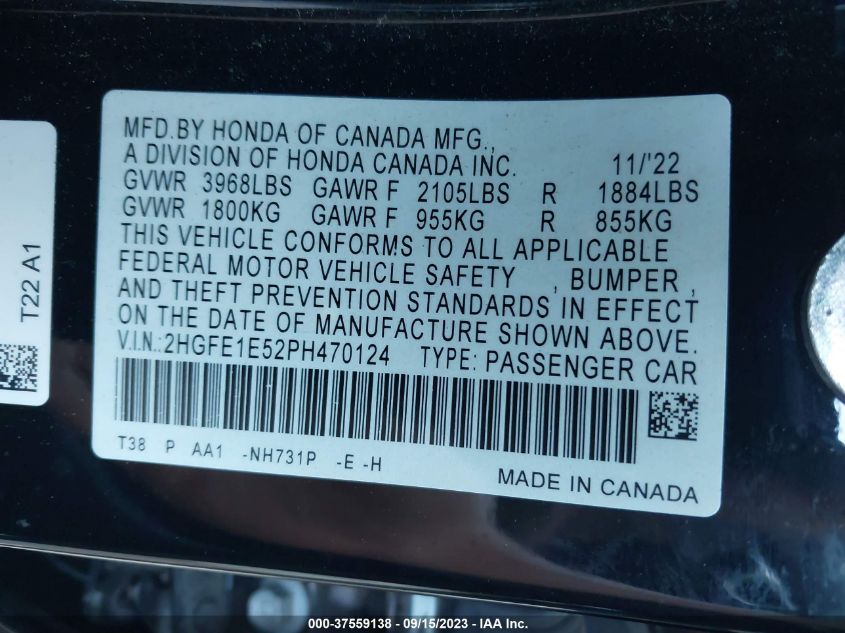 MFD.BY HONDA OF CANADA MFG.,
A DIVISION OF HONDA CANADA INC. 11/'22
GVWR 3968LBS GAWR F 2105LBS R 1884LBS
GVWR 1800KG GAWR F 955KG R 855KG
THIS VEHICLE CONFORMS TO ALL APPLICABLE
FEDERAL MOTOR VEHICLE SAFETY , BUMPER ,
AND THEFT PREVENTION STANDARDS IN EFFECT
ON THE DATE OF MANUFACTURE SHOWN ABOVE.
V.I.N.:2HGFE1E52PH470124 TYPE: PASSENGER CAR
T38 P AA1 -NH731P -E -H
MADE IN CANADA
T22 A1
000-37559138 - 09/15/2023 - IAA Inc.